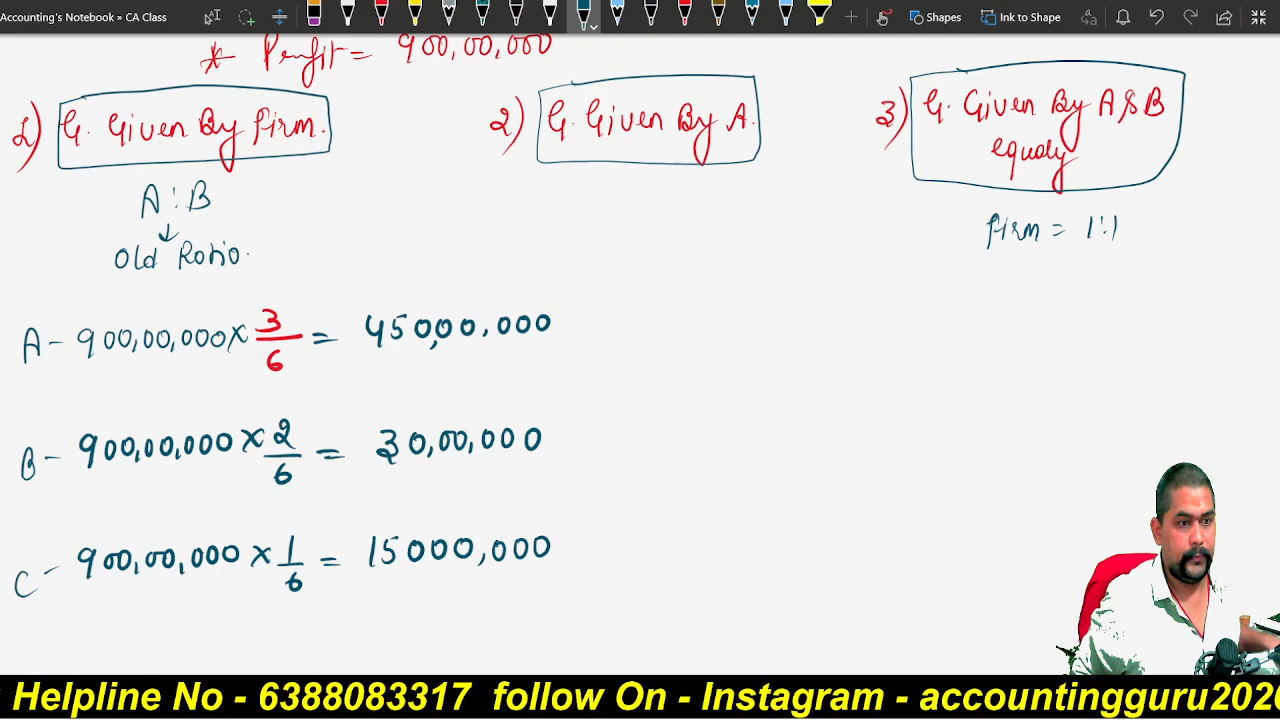 Accounting's Notebook » CA Class
Shapes
Ink to Shape
* Profit = 900,00,000
1) G. Given By firm.
2) G. Given By A.
3) G. Given By A & B
equaly
A : B
Old Ratio.
firm = 1:1
A - 900,00,000 × 3/6 = 45000,000
B - 900,00,000 × 2/6 = 30,00,000
C - 900,00,000 × 1/6 = 15000,000
Helpline No - 6388083317 follow On - Instagram - accountingguru202